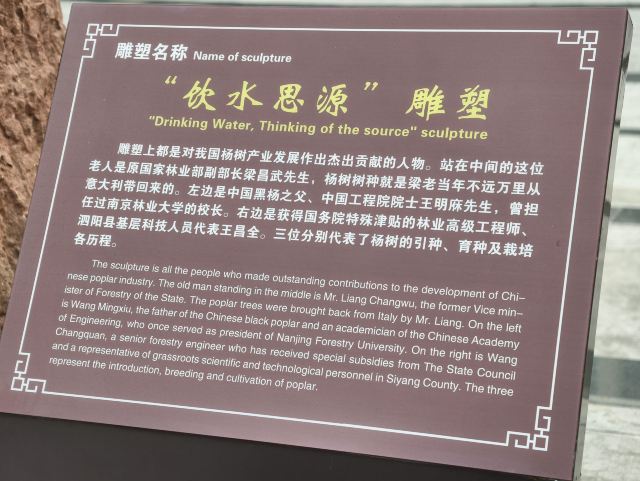 雕塑名称 Name of sculpture
“饮水思源”雕塑
"Drinking Water, Thinking of the source" sculpture
雕塑上都是对我国杨树产业发展作出杰出贡献的人物。站在中间的这位
老人是原国家林业部副部长梁昌武先生，杨树树种就是梁老当年不远万里从
意大利带回来的。左边是中国黑杨之父、中国工程院院士王明庥先生，曾担
任过南京林业大学的校长。右边是获得国务院特殊津贴的林业高级工程师、
泗阳县基层科技人员代表王昌全。三位分别代表了杨树的引种、育种及栽培
各历程。
The sculpture is all the people who made outstanding contributions to the development of Chi-
nese poplar industry. The old man standing in the middle is Mr. Liang Changwu, the former Vice min-
ister of Forestry of the State. The poplar trees were brought back from Italy by Mr. Liang. On the left
is Wang Mingxiu, the father of the Chinese black poplar and an academician of the Chinese Academy
of Engineering, who once served as president of Nanjing Forestry University. On the right is Wang
Changquan, a senior forestry engineer who has received special subsidies from The State Council
and a representative of grassroots scientific and technological personnel in Siyang County. The three
represent the introduction, breeding and cultivation of poplar.